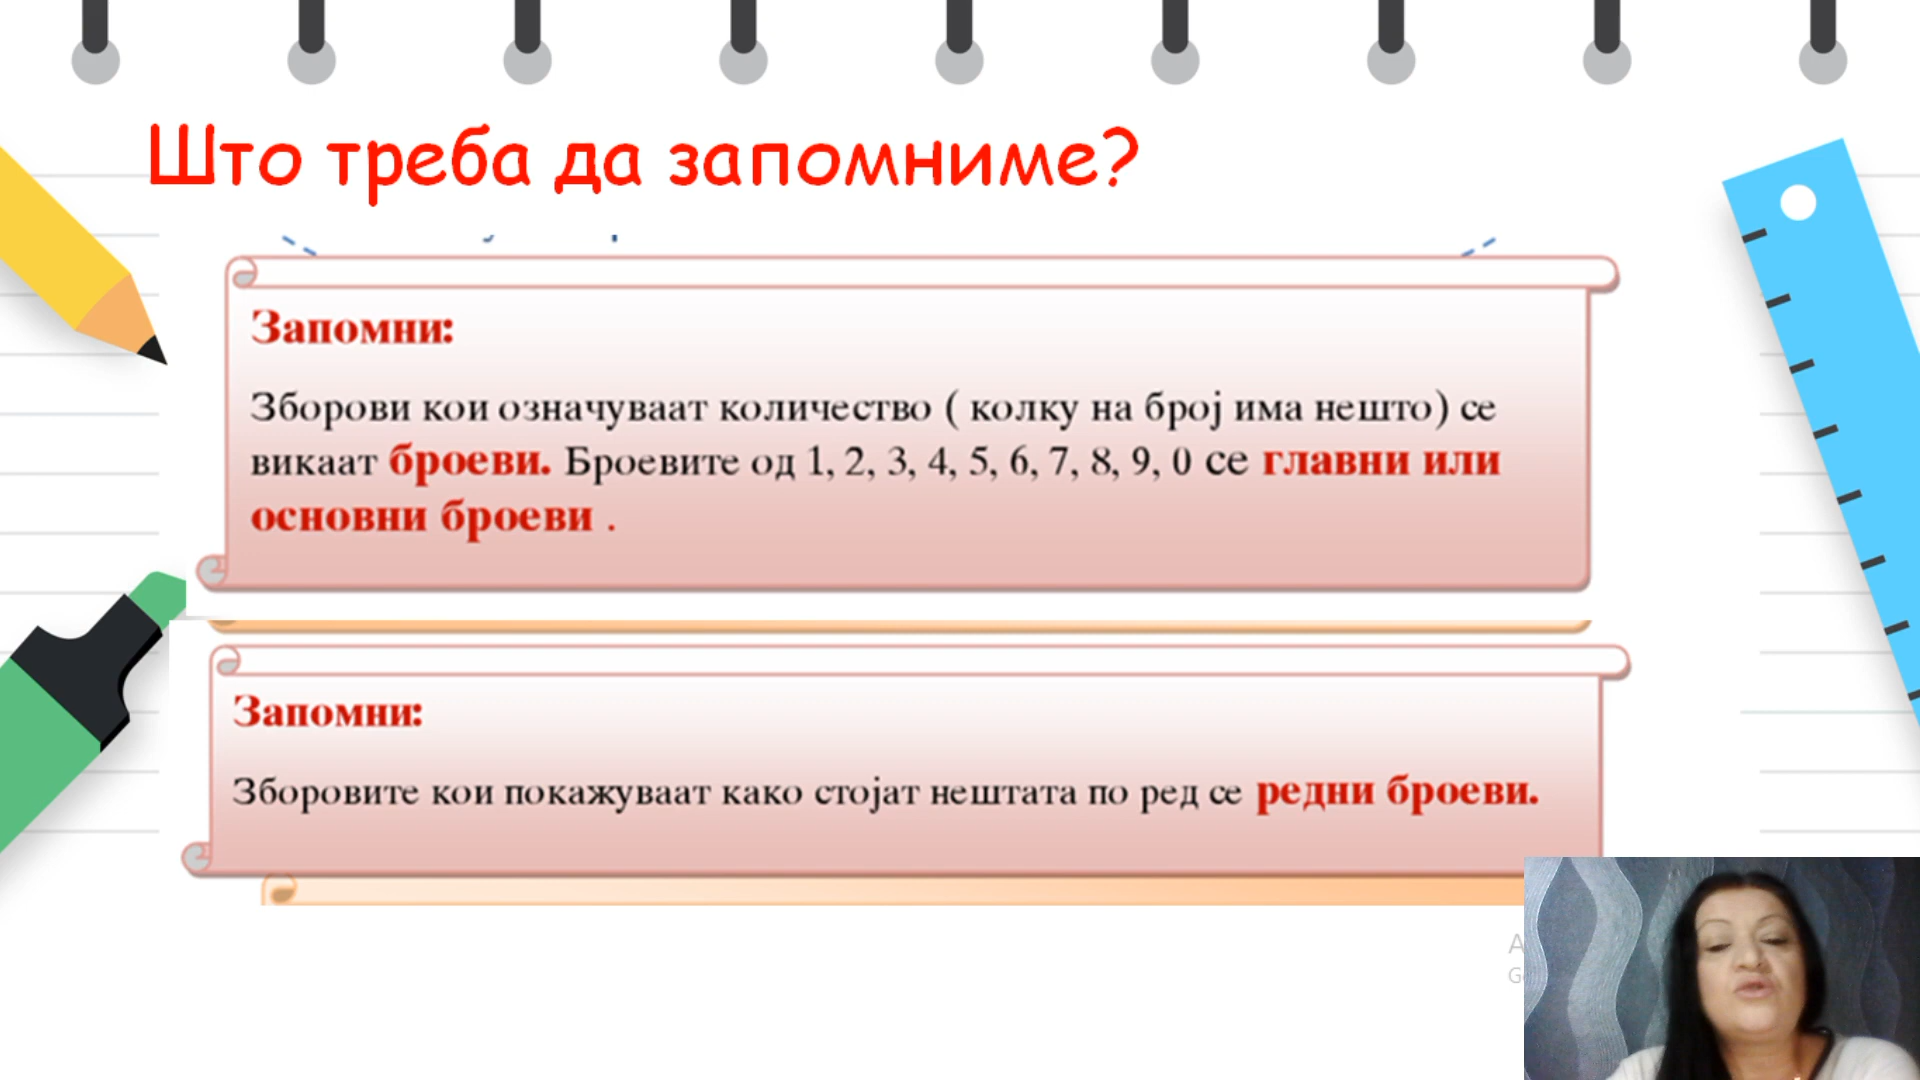 Што треба да запомниме?
Запомни:
Зборови кои означуваат количество ( колку на број има нешто) се
викаат броеви. Броевите од 1, 2, 3, 4, 5, 6, 7, 8, 9, 0 се главни или
основни броеви .
Запомни:
Зборовите кои покажуваат како стојат нештата по ред се редни броеви.